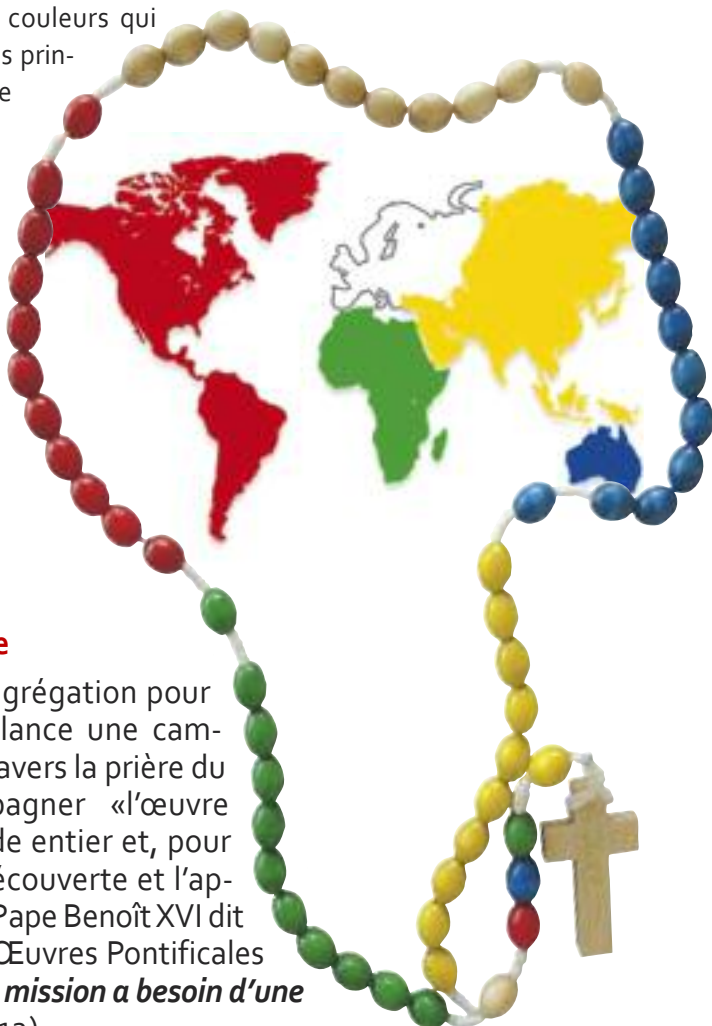 couleurs qui
s prin-
e
e
grégation pour
lance une cam-
avers la prière du
pagner «l'œuvre
de entier et, pour
écouverte et l'ap-
Pape Benoît XVI dit
Œuvres Pontificales
mission a besoin d'une